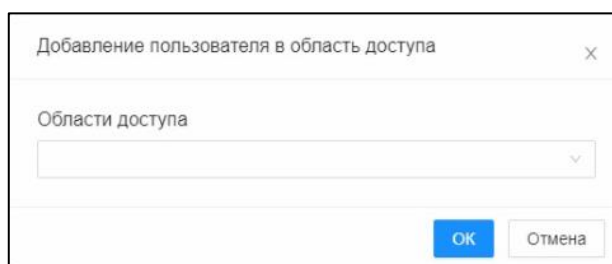 Добавление пользователя в область доступа
Области доступа
ОК Отмена